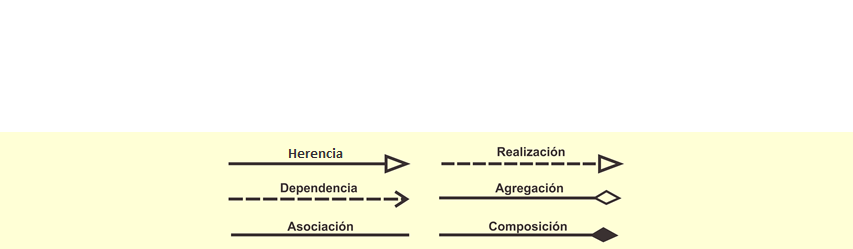 Herencia
Realización
Dependencia
Agregación
Asociación
Composición